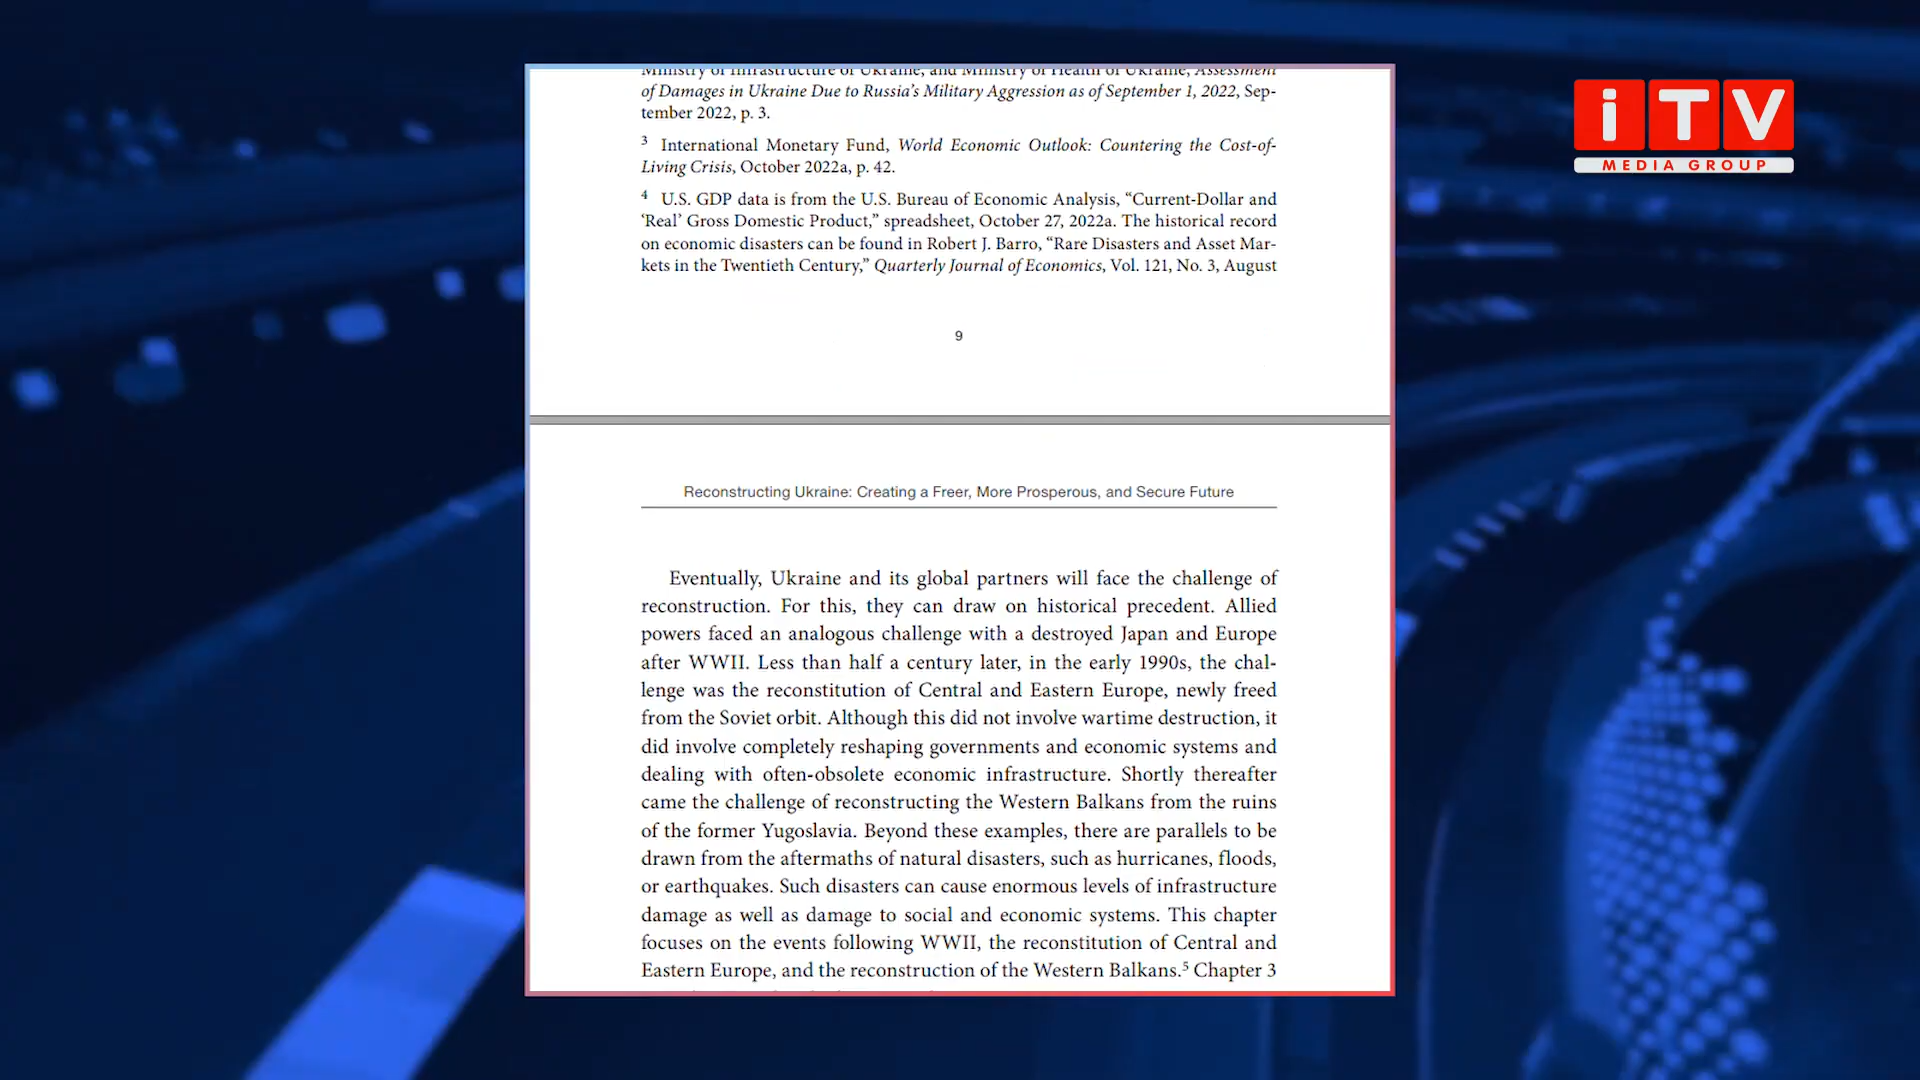 Ministry of Infrastructure of Ukraine, and Ministry of Health of Ukraine, Assessment
of Damages in Ukraine Due to Russia’s Military Aggression as of September 1, 2022, Sep-
tember 2022, p. 3.
3 International Monetary Fund, World Economic Outlook: Countering the Cost-of-
Living Crisis, October 2022a, p. 42.
4 U.S. GDP data is from the U.S. Bureau of Economic Analysis, “Current-Dollar and
‘Real’ Gross Domestic Product,” spreadsheet, October 27, 2022a. The historical record
on economic disasters can be found in Robert J. Barro, “Rare Disasters and Asset Mar-
kets in the Twentieth Century,” Quarterly Journal of Economics, Vol. 121, No. 3, August
9
Reconstructing Ukraine: Creating a Freer, More Prosperous, and Secure Future
Eventually, Ukraine and its global partners will face the challenge of
reconstruction. For this, they can draw on historical precedent. Allied
powers faced an analogous challenge with a destroyed Japan and Europe
after WWII. Less than half a century later, in the early 1990s, the chal-
lenge was the reconstitution of Central and Eastern Europe, newly freed
from the Soviet orbit. Although this did not involve wartime destruction, it
did involve completely reshaping governments and economic systems and
dealing with often-obsolete economic infrastructure. Shortly thereafter
came the challenge of reconstructing the Western Balkans from the ruins
of the former Yugoslavia. Beyond these examples, there are parallels to be
drawn from the aftermaths of natural disasters, such as hurricanes, floods,
or earthquakes. Such disasters can cause enormous levels of infrastructure
damage as well as damage to social and economic systems. This chapter
focuses on the events following WWII, the reconstitution of Central and
Eastern Europe, and the reconstruction of the Western Balkans.5 Chapter 3
iTV
MEDIA GROUP